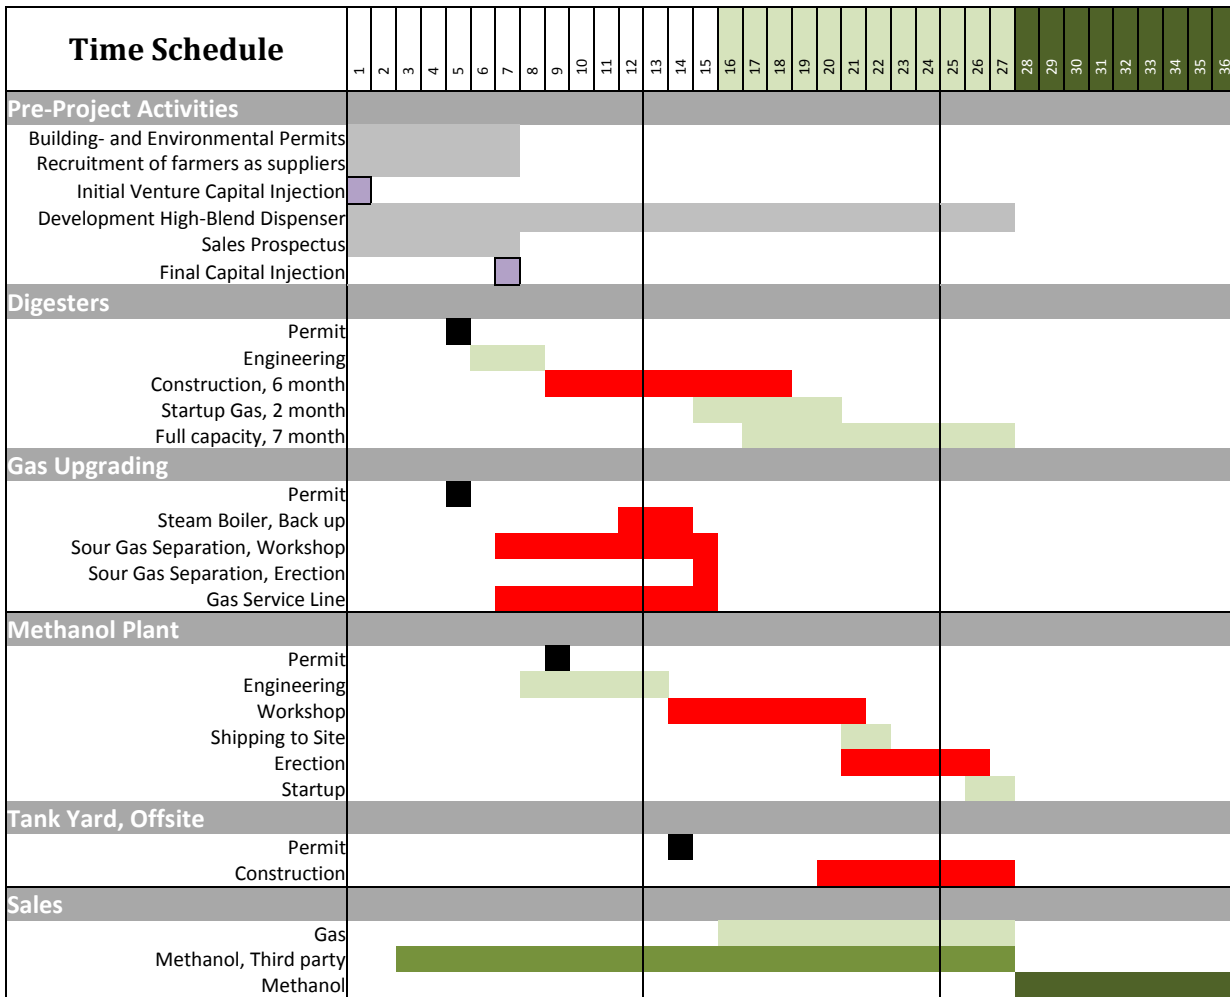 Time Schedule
1 2 3 4 5 6 7 8 9 10 11 12 13 14 15 16 17 18 19 20 21 22 23 24 25 26 27 28 29 30 31 32 33 34 35 36
Pre-Project Activities
Building- and Environmental Permits
Recruitment of farmers as suppliers
Initial Venture Capital Injection
Development High-Blend Dispenser
Sales Prospectus
Final Capital Injection
Digesters
Permit
Engineering
Construction, 6 month
Startup Gas, 2 month
Full capacity, 7 month
Gas Upgrading
Permit
Steam Boiler, Back up
Sour Gas Separation, Workshop
Sour Gas Separation, Erection
Gas Service Line
Methanol Plant
Permit
Engineering
Workshop
Shipping to Site
Erection
Startup
Tank Yard, Offsite
Permit
Construction
Sales
Gas
Methanol, Third party
Methanol